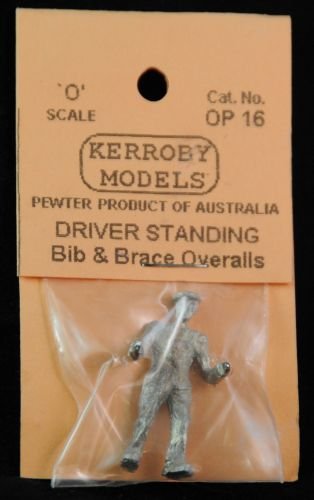 'O'
SCALE
Cat. No.
OP 16
KERROBY
MODELS
PEWTER PRODUCT OF AUSTRALIA
DRIVER STANDING
Bib & Brace Overalls